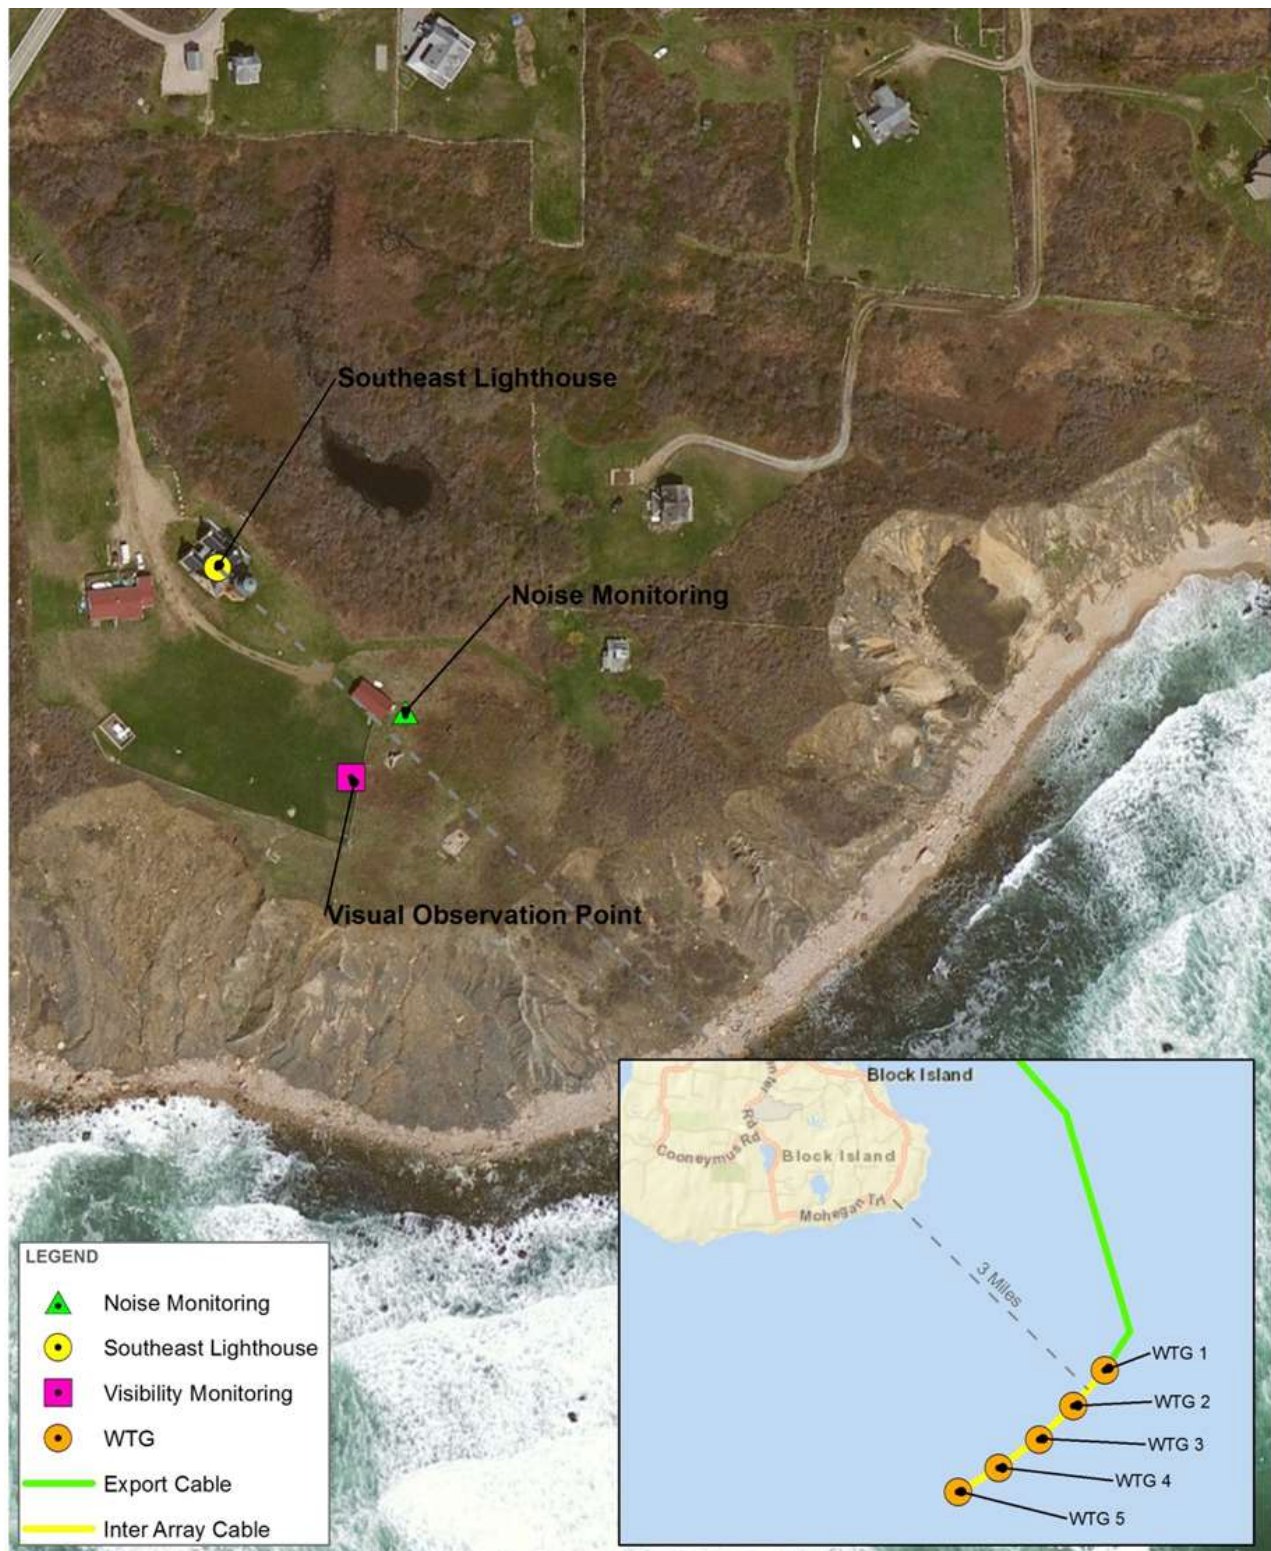 Southeast Lighthouse
Noise Monitoring
Visual Observation Point
Block Island
Rd
Cooneymus Rd
Block Island
Mohegan Trl
3 Miles
WTG 1
WTG 2
WTG 3
WTG 4
WTG 5
LEGEND
Noise Monitoring
Southeast Lighthouse
Visibility Monitoring
WTG
Export Cable
Inter Array Cable